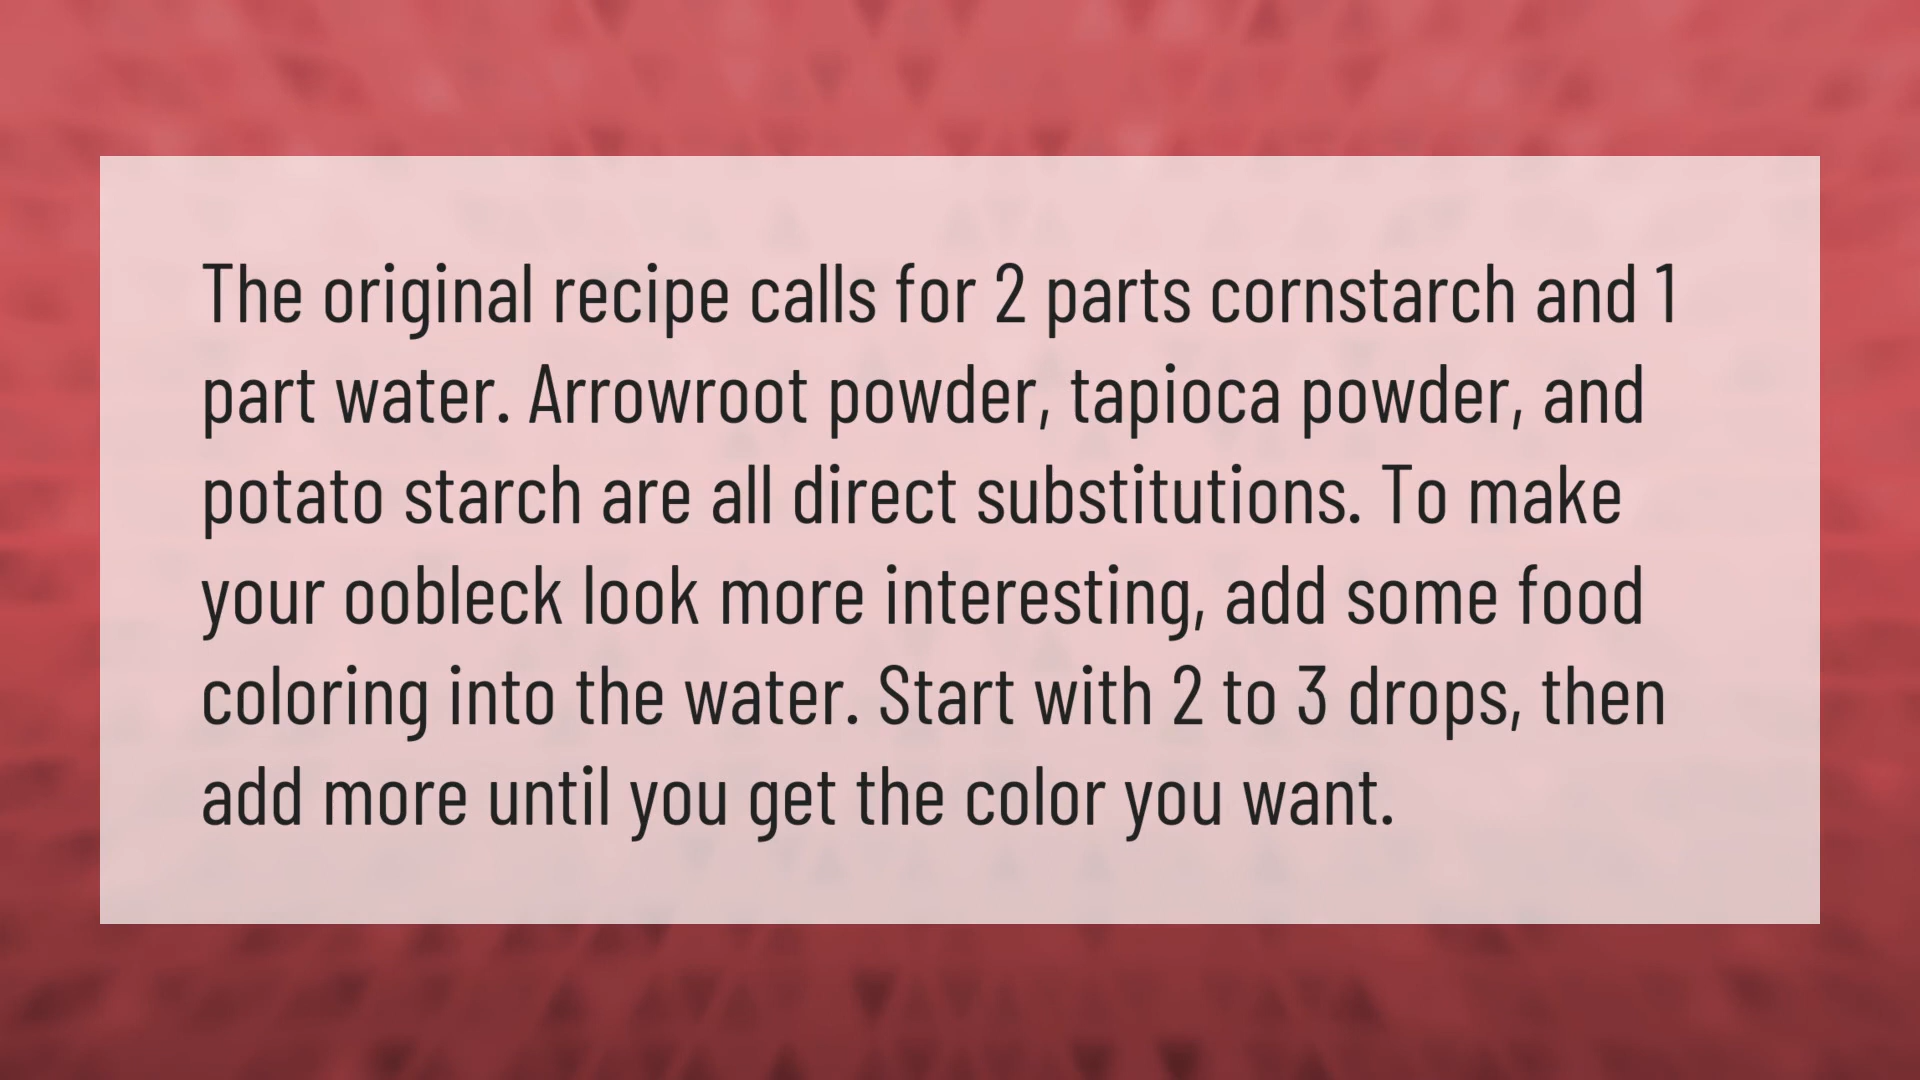 The original recipe calls for 2 parts cornstarch and 1
part water. Arrowroot powder, tapioca powder, and
potato starch are all direct substitutions. To make
your oobleck look more interesting, add some food
coloring into the water. Start with 2 to 3 drops, then
add more until you get the color you want.